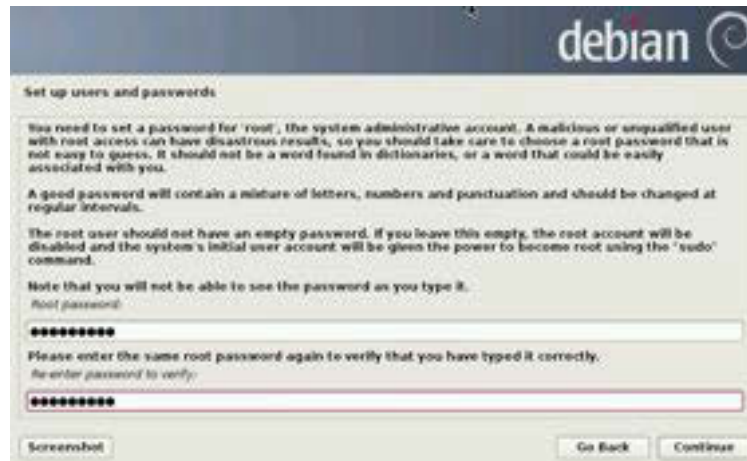 debian
Set up users and passwords
You need to set a password for 'root', the system administrative account. A malicious or unqualified user
with root access can have disastrous results, so you should take care to choose a root password that is
not easy to guess. It should not be a word found in dictionaries, or a word that could be easily
associated with you.
A good password will contain a mixture of letters, numbers and punctuation and should be changed at
regular intervals.
The root user should not have an empty password. If you leave this empty, the root account will be
disabled and the system's initial user account will be given the power to become root using the "sudo"
command.
Note that you will not be able to see the password as you type it.
Root password:
●●●●●●●●●
Please enter the same root password again to verify that you have typed it correctly.
Re-enter password to verify:
●●●●●●●●●
Screenshot
Go Back
Continue